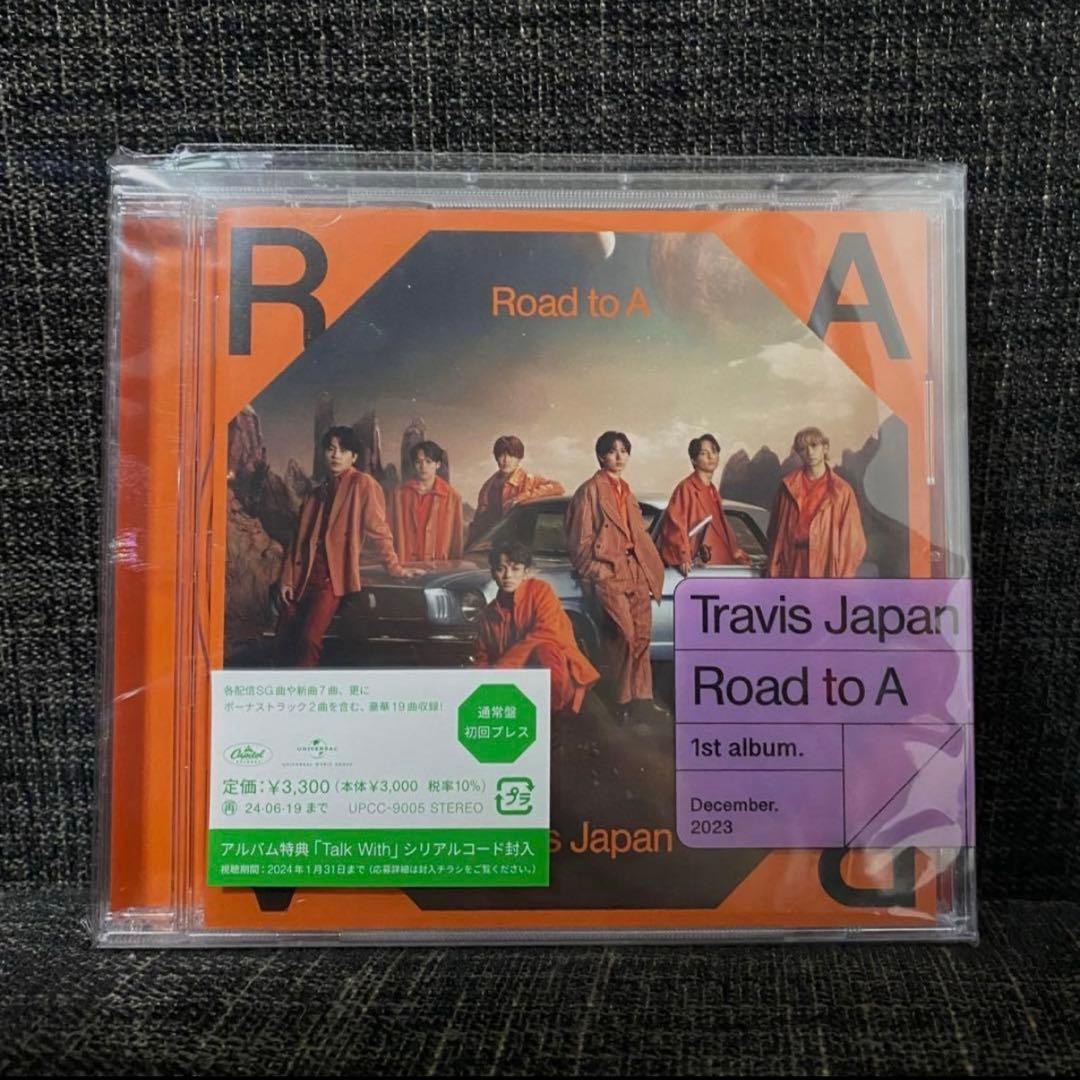 R
A
Road to A
Travis Japan
Road to A
1st album.
December.
2023
各配信SG曲や新曲7曲、更に
ボーナストラック2曲を含む、豪華19曲収録!
通常盤
初回プレス
Capitol
RECORDS
UNIVERSAL
UNIVERSAL MUSIC GROUP
定価:¥3,300(本体¥3,000 税率10%)
再 24-06-19 まで UPCC-9005 STEREO
プラ
s Japan
アルバム特典「Talk With」シリアルコード封入
視聴期間:2024年1月31日まで(応募詳細は封入チラシをご覧ください。)
D